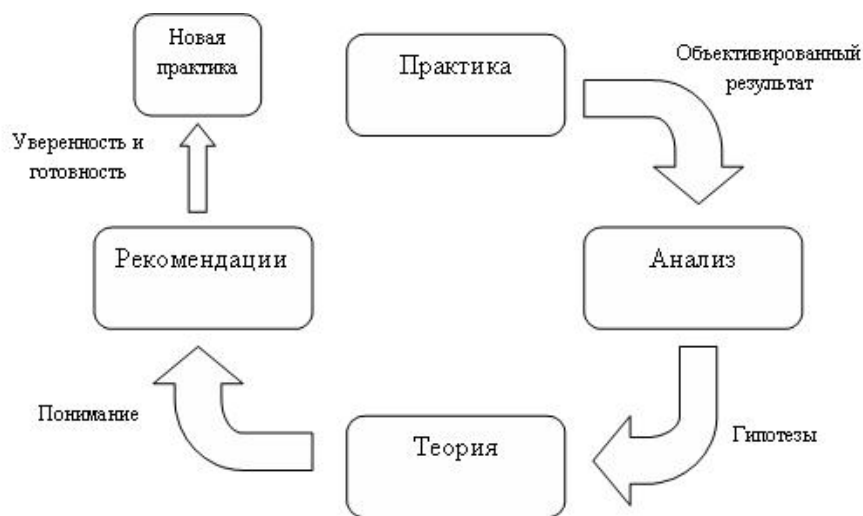 Новая
практика
Практика
Объективированный
результат
Уверенность и
готовность
Рекомендации
Анализ
Понимание
Теория
Гипотезы